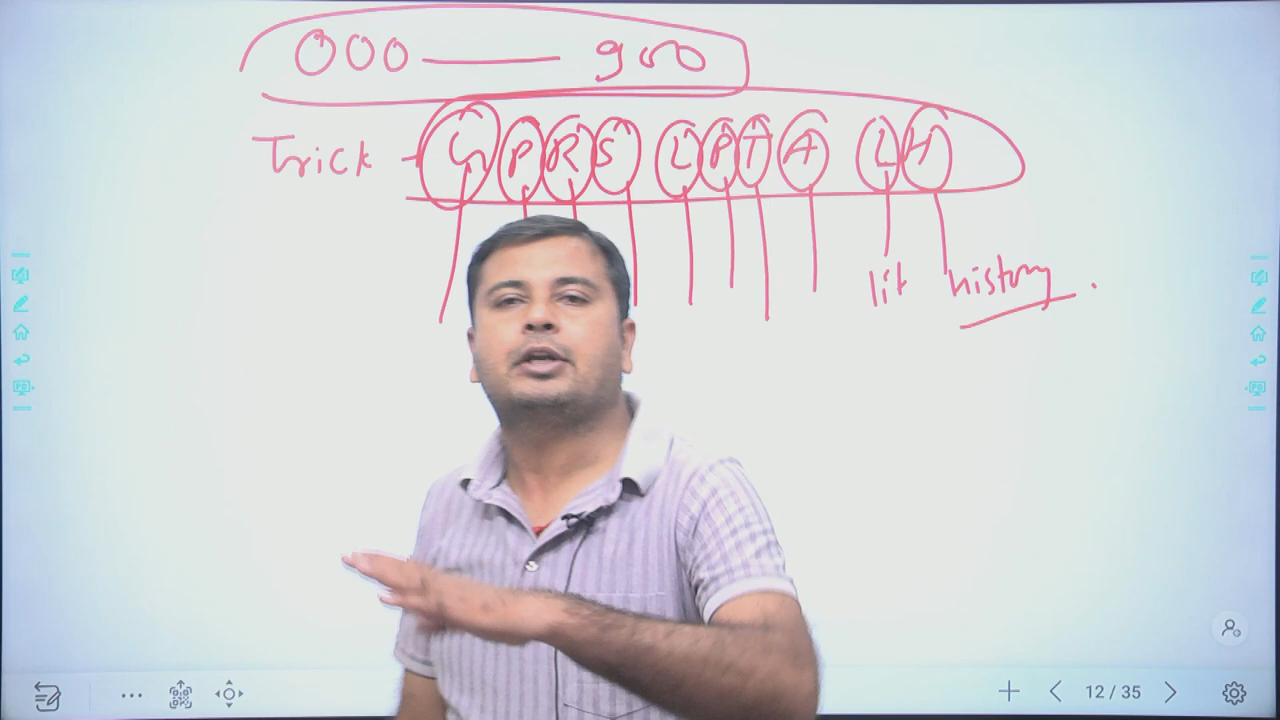 000 — 900
Trick - G P R S L P T A L H
lit history.
12 / 35